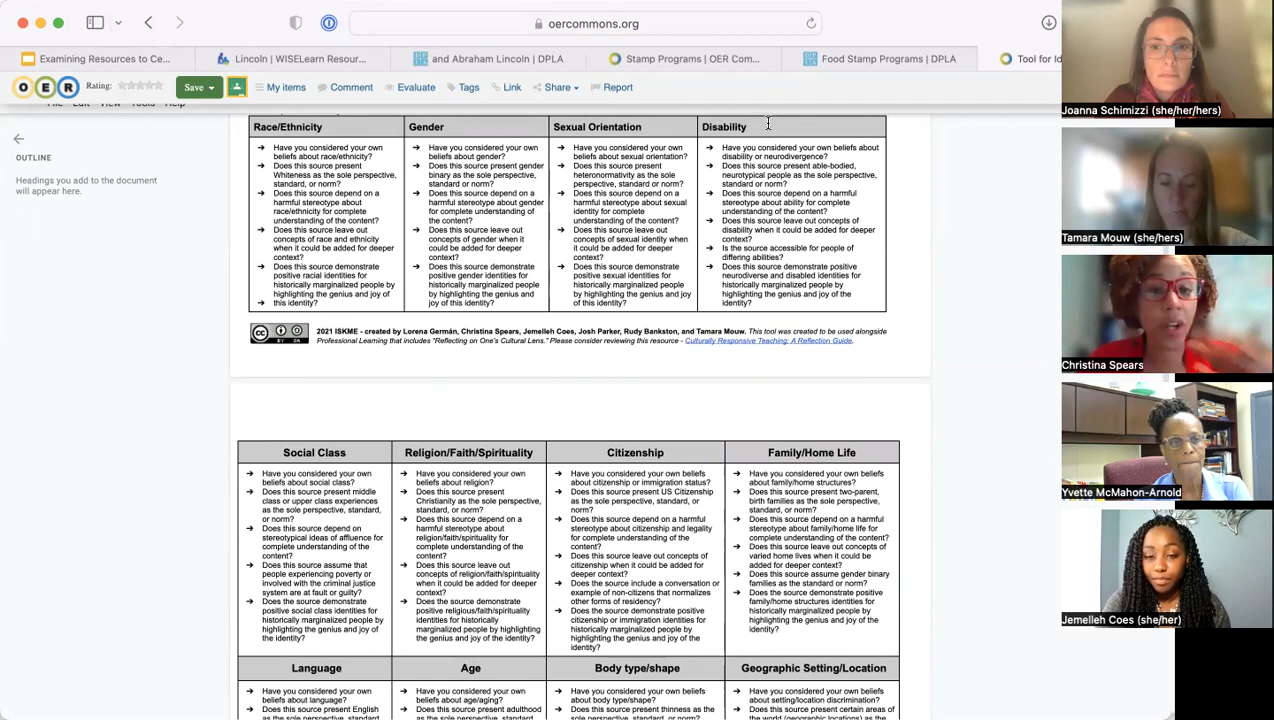 oercommons.org
Examining Resources to Ce...
Lincoln | WISELearn Resour...
and Abraham Lincoln | DPLA
Stamp Programs | OER Com...
Food Stamp Programs | DPLA
Tool for Id
O E R
Rating:
Save
My items
Comment
Evaluate
Tags
Link
Share
Report
File Edit View Tools Help
OUTLINE
Headings you add to the document
will appear here.
Race/Ethnicity
Have you considered your own
beliefs about race/ethnicity?
Does this source present
Whiteness as the sole perspective,
standard, or norm?
Does this source depend on a
harmful stereotype about
race/ethnicity for complete
understanding of the content?
Does this source leave out
concepts of race and ethnicity
when it could be added for deeper
context?
Does this source demonstrate
positive racial identities for
historically marginalized people by
highlighting the genius and joy of
this identity?
Gender
Have you considered your own
beliefs about gender?
Does this source present gender
binary as the sole perspective,
standard, or norm?
Does this source depend on a
harmful stereotype about gender
for complete understanding of
the content?
Does this source leave out
concepts of gender when it
could be added for deeper
context?
Does this source demonstrate
positive gender identities for
historically marginalized people
by highlighting the genius and
joy of this identity?
Sexual Orientation
Have you considered your own
beliefs about sexual orientation?
Does this source present
heteronormativity as the sole
perspective, standard, or norm?
Does this source depend on a
harmful stereotype about sexual
identity for complete
understanding of the content?
Does this source leave out
concepts of sexual identity when
it could be added for deeper
context?
Does this source demonstrate
positive sexual identities for
historically marginalized people
by highlighting the genius and
joy of this identity?
Disability
Have you considered your own beliefs about
disability or neurodivergence?
Does this source present able-bodied,
neurotypical people as the sole perspective,
standard or norm?
Does this source depend on a harmful
stereotype about ability for complete
understanding of the content?
Does this source leave out concepts of
disability when it could be added for deeper
context?
Is the source accessible for people of
differing abilities?
Does this source demonstrate positive
neurodiverse and disabled identities for
historically marginalized people by
highlighting the genius and joy of the
identity?
CC BY SA
2021 ISKME - created by Lorena Germán, Christina Spears, Jemelleh Coes, Josh Parker, Rudy Bankston, and Tamara Mouw. This tool was created to be used alongside
Professional Learning that includes "Reflecting on One's Cultural Lens." Please consider reviewing this resource - Culturally Responsive Teaching: A Reflection Guide.
Social Class
Have you considered your own
beliefs about social class?
Does this source present middle
class or upper class experiences
as the sole perspective, standard,
or norm?
Does this source depend on
stereotypical ideas of affluence for
complete understanding of the
content?
Does this source assume that
people experiencing poverty or
involved with the criminal justice
system are at fault or guilty?
Does the source demonstrate
positive social class identities for
historically marginalized people by
highlighting the genius and joy of
the identity?
Religion/Faith/Spirituality
Have you considered your own
beliefs about religion?
Does this source present
Christianity as the sole perspective,
standard, or norm?
Does this source depend on a
harmful stereotype about
religion/faith/spirituality for
complete understanding of the
content?
Does this source leave out
concepts of religion/faith/spirituality
when it could be added for deeper
context?
Does this source demonstrate
positive religious/faith/spirituality
identities for historically
marginalized people by highlighting
the genius and joy of the identity?
Citizenship
Have you considered your own beliefs
about citizenship or immigration status?
Does this source present US Citizenship
as the sole perspective, standard, or
norm?
Does this source depend on a harmful
stereotype about citizenship and legality
for complete understanding of the
content?
Does this source leave out concepts of
citizenship when it could be added for
deeper context?
Does the source include a conversation or
example of non-citizens that normalizes
other forms of residency?
Does the source demonstrate positive
citizenship or immigration identities for
historically marginalized people by
highlighting the genius and joy of the
identity?
Family/Home Life
Have you considered your own beliefs
about family/home structures?
Does this source present two-parent,
birth families as the sole perspective,
standard, or norm?
Does this source depend on a harmful
stereotype about family/home life for
complete understanding of the content?
Does this source leave out concepts of
varied home lives when it could be
added for deeper context?
Does this source assume gender binary
families as the standard or norm?
Does the source demonstrate positive
family/home structures identities for
historically marginalized people by
highlighting the genius and joy of the
identity?
Language
Have you considered your own
beliefs about language?
Does this source present English
as the sole perspective, standard,
Age
Have you considered your own
beliefs about age/aging?
Does this source present adulthood
as the sole perspective, standard
Body type/shape
Have you considered your own beliefs
about body type/shape?
Does this source present thinness as the
sole perspective, standard, or norm?
Geographic Setting/Location
Have you considered your own beliefs
about setting/location discrimination?
Does this source present certain areas of
the world (geographic locations) as the
Joanna Schimizzi (she/her/hers)
Tamara Mouw (she/hers)
Christina Spears
Yvette McMahon-Arnold
Jemelleh Coes (she/her)